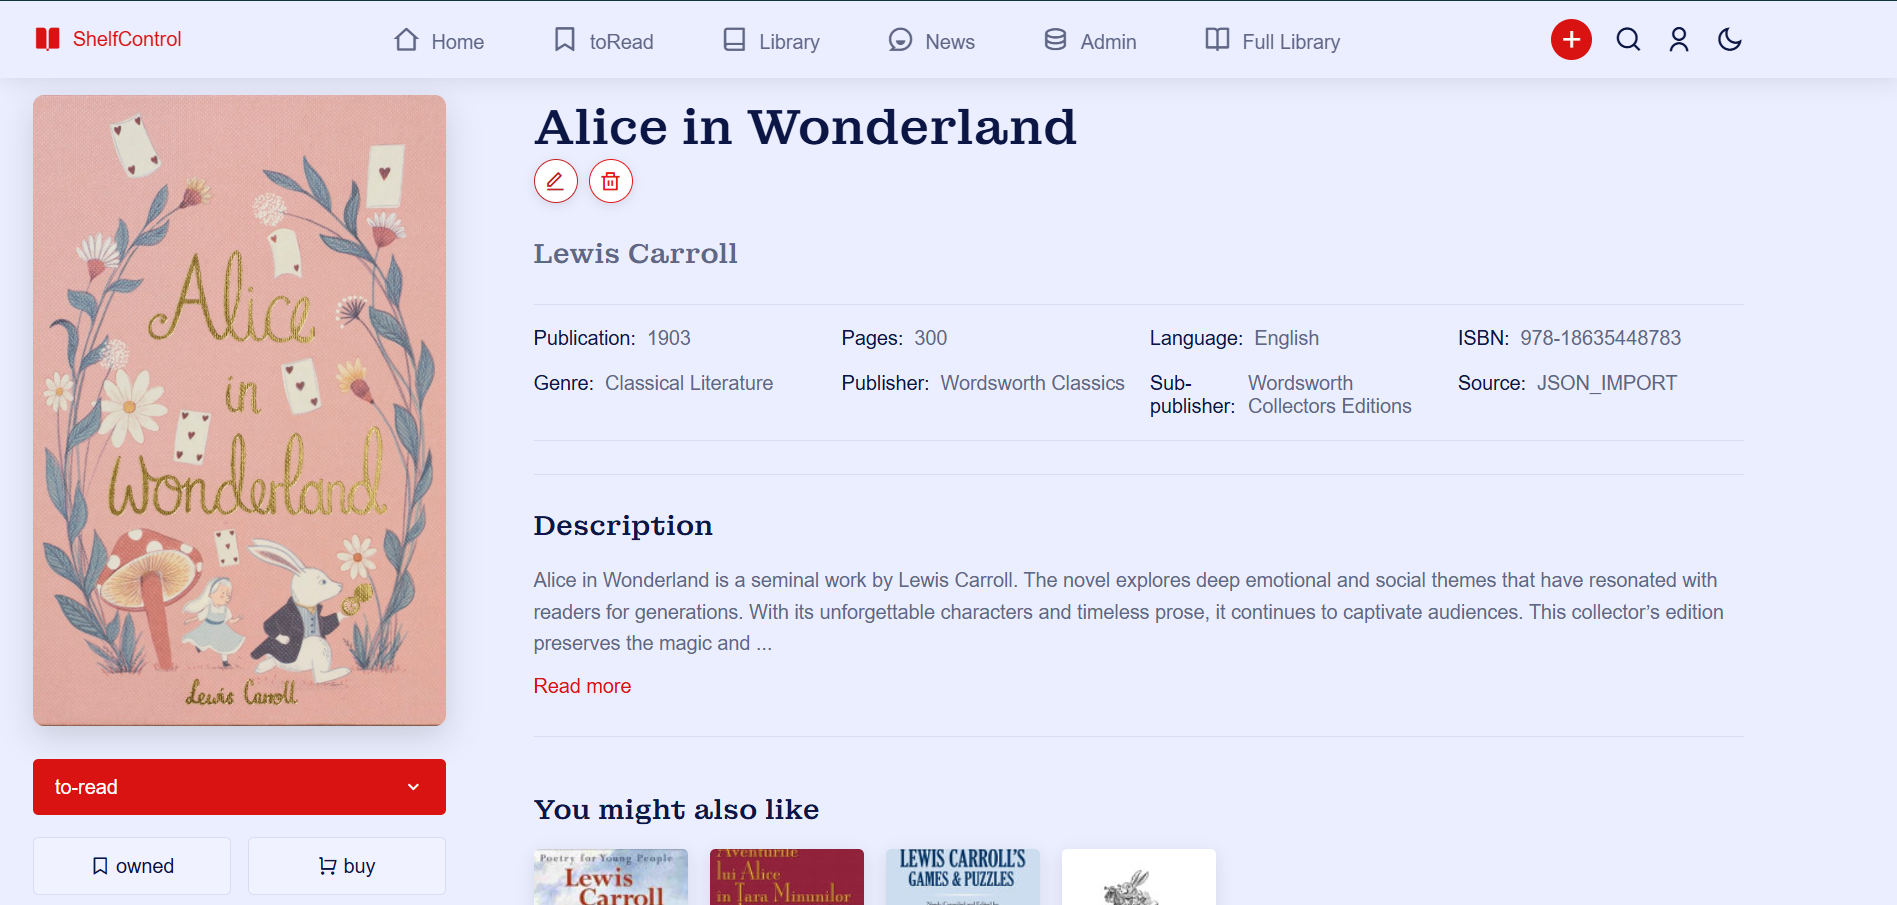 ShelfControl
Home
toRead
Library
News
Admin
Full Library
Alice
in
Wonderland
Lewis Carroll
to-read
owned
buy
Alice in Wonderland
Lewis Carroll
Publication: 1903
Pages: 300
Language: English
ISBN: 978-18635448783
Genre: Classical Literature
Publisher: Wordsworth Classics
Sub-
publisher:
Wordsworth
Collectors Editions
Source: JSON_IMPORT
Description
Alice in Wonderland is a seminal work by Lewis Carroll. The novel explores deep emotional and social themes that have resonated with
readers for generations. With its unforgettable characters and timeless prose, it continues to captivate audiences. This collector’s edition
preserves the magic and ...
Read more
You might also like
Poetry for Young People
Lewis
Carroll
Aventurile
lui Alice
in Tara Minunilor
LEWIS CARROLL'S
GAMES & PUZZLES